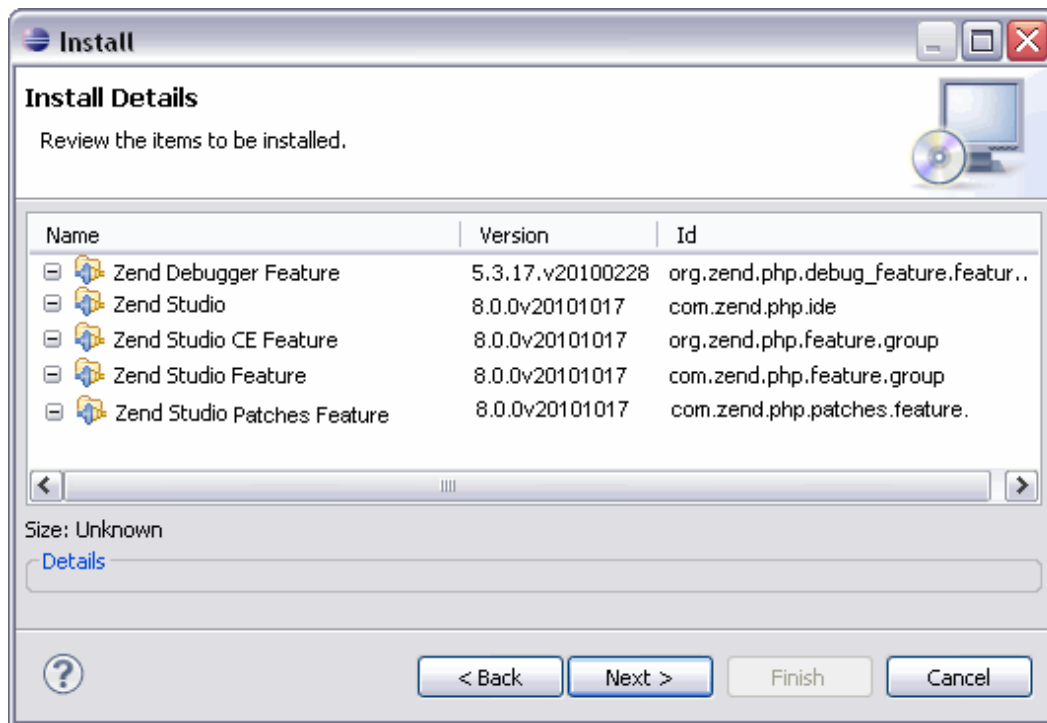 Install
Install Details
Review the items to be installed.
Name Version Id
Zend Debugger Feature 5.3.17.v20100228 org.zend.php.debug_feature.featur..
Zend Studio 8.0.0v20101017 com.zend.php.ide
Zend Studio CE Feature 8.0.0v20101017 org.zend.php.feature.group
Zend Studio Feature 8.0.0v20101017 com.zend.php.feature.group
Zend Studio Patches Feature 8.0.0v20101017 com.zend.php.patches.feature.
Size: Unknown
Details
? < Back Next > Finish Cancel